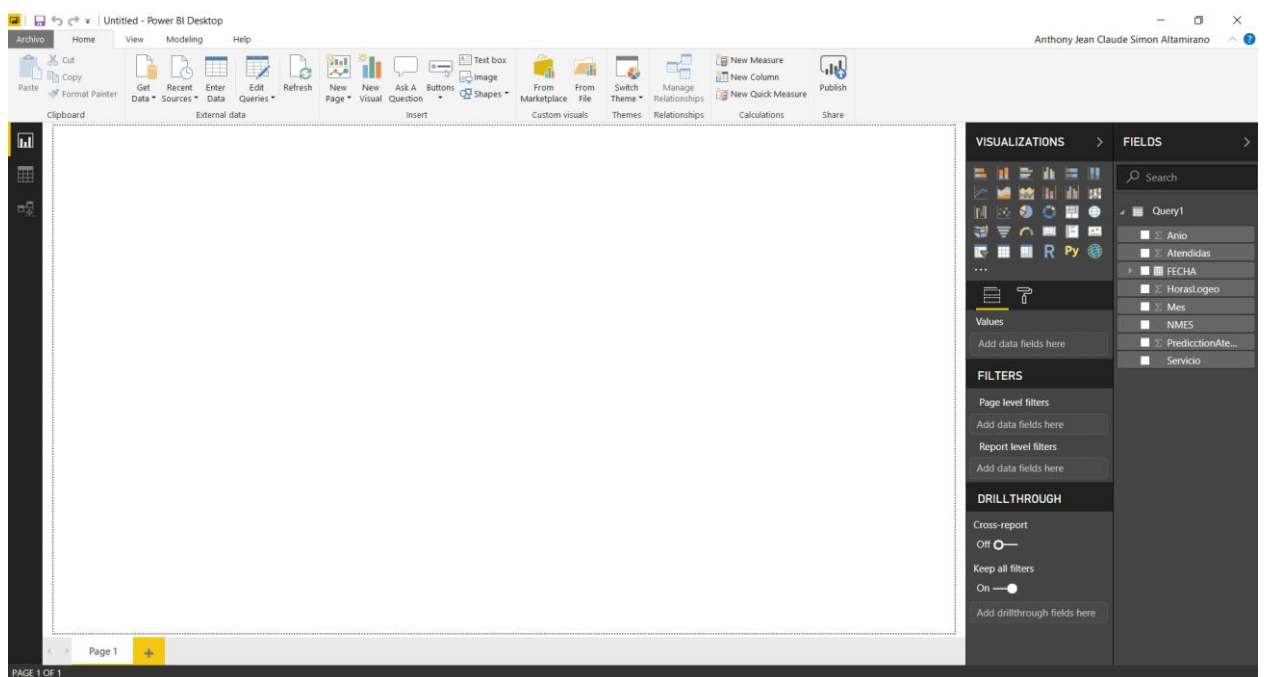 Untitled - Power BI Desktop
Archivo Home View Modeling Help Anthony Jean Claude Simon Altamirano
Paste
Cut
Copy
Format Painter
Clipboard
Get Data
Recent Sources
Enter Data
Edit Queries
External data
Refresh
New Page
New Visual
Ask A Question
Buttons
Text box
Image
Shapes
Insert
From Marketplace
From File
Custom visuals
Switch Theme
Themes
Manage Relationships
Relationships
New Measure
New Column
New Quick Measure
Calculations
Publish
Share
VISUALIZATIONS
R Py
...
Values
Add data fields here
FILTERS
Page level filters
Add data fields here
Report level filters
Add data fields here
DRILLTHROUGH
Cross-report
Off
Keep all filters
On
Add drillthrough fields here
FIELDS
Search
Query1
Σ Anio
Σ Atendidas
FECHA
Σ HorasLogeo
Σ Mes
NMES
Σ PredicctionAte...
Servicio
Page 1 +
PAGE 1 OF 1